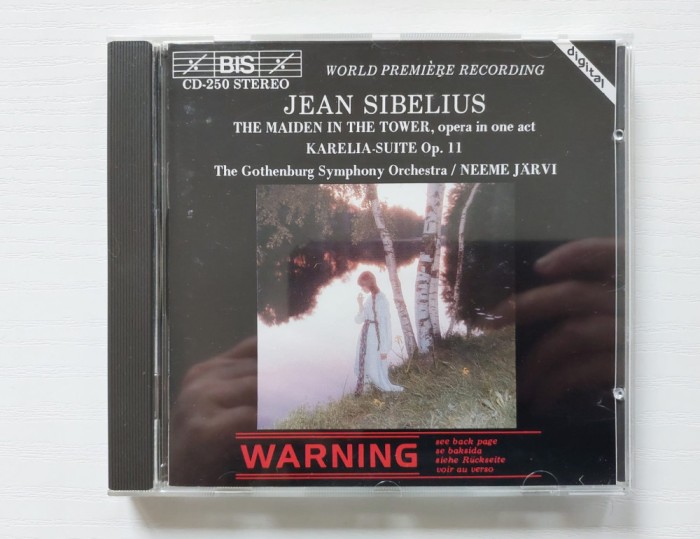 BIS
CD-250 STEREO
WORLD PREMIÈRE RECORDING
digital
JEAN SIBELIUS
THE MAIDEN IN THE TOWER, opera in one act
KARELIA-SUITE Op. 11
The Gothenburg Symphony Orchestra / NEEME JÄRVI
WARNING
see back page
se baksida
siehe Rückseite
voir au verso